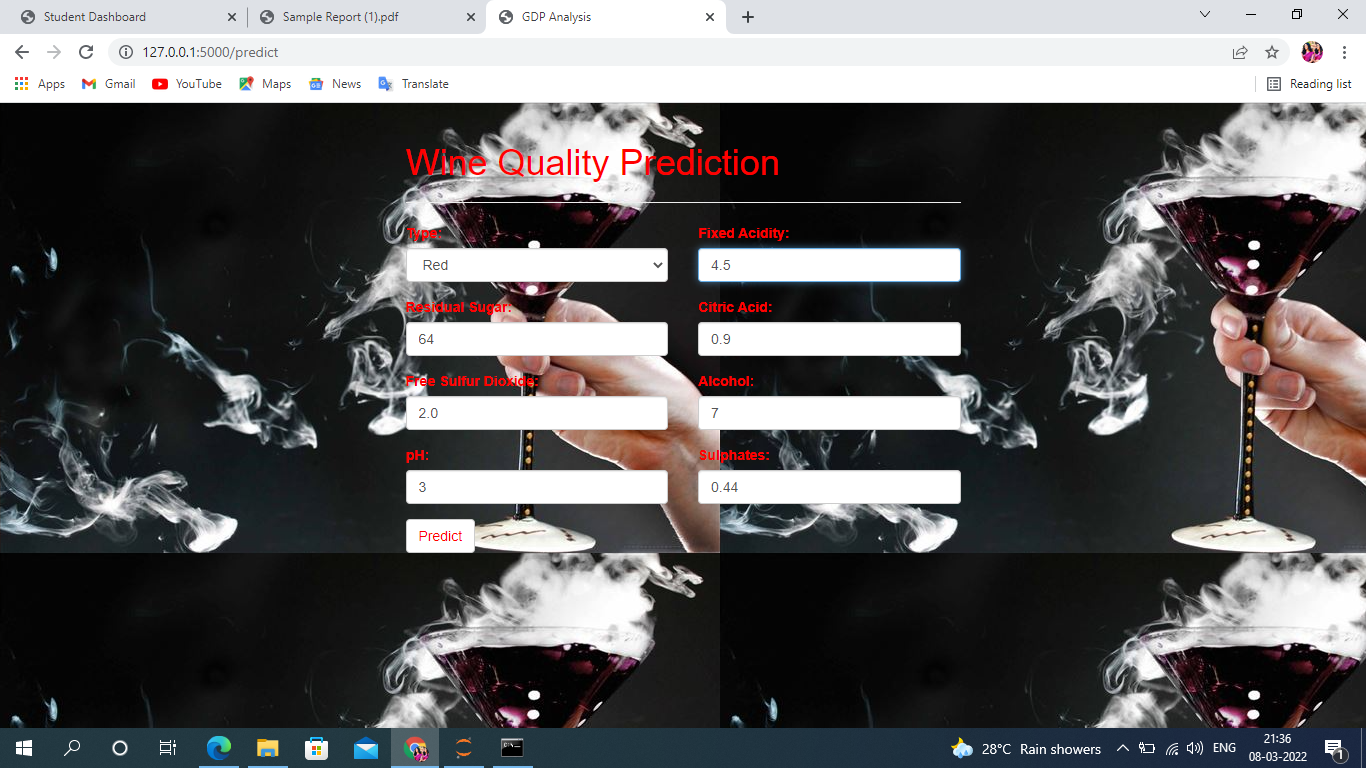 Student Dashboard
Sample Report (1).pdf
GDP Analysis
127.0.0.1:5000/predict
Apps
Gmail
YouTube
Maps
News
Translate
Reading list
Wine Quality Prediction
Type:
Fixed Acidity:
Red
4.5
Residual Sugar:
Citric Acid:
64
0.9
Free Sulfur Dioxide:
Alcohol:
2.0
7
pH:
Sulphates:
3
0.44
Predict
28°C Rain showers
ENG
21:36
08-03-2022
1